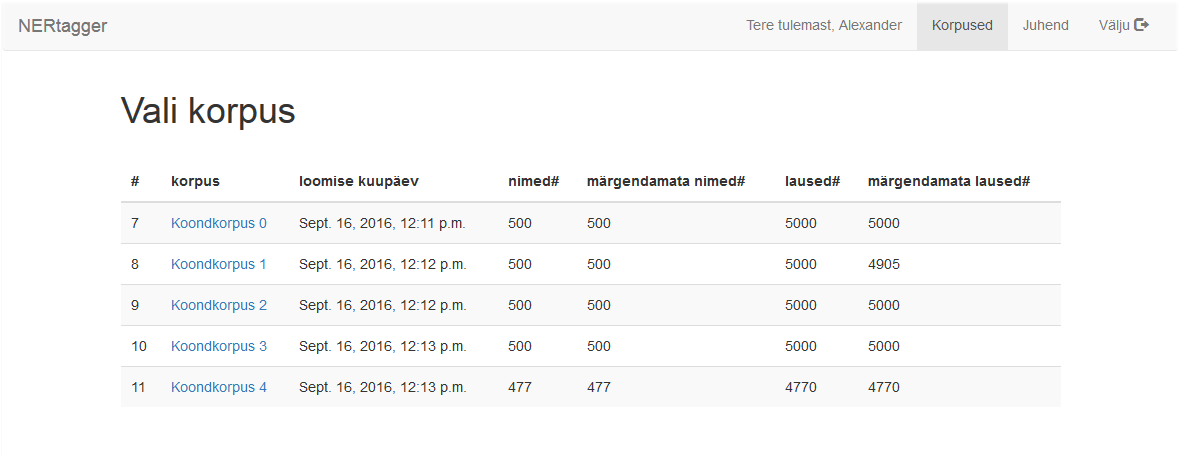 NERtagger Tere tulemast, Alexander Korpused Juhend Välju
Vali korpus
# korpus loomise kuupäev nimed# märgendamata nimed# laused# märgendamata laused#
7 Koondkorpus 0 Sept. 16, 2016, 12:11 p.m. 500 500 5000 5000
8 Koondkorpus 1 Sept. 16, 2016, 12:12 p.m. 500 500 5000 4905
9 Koondkorpus 2 Sept. 16, 2016, 12:12 p.m. 500 500 5000 5000
10 Koondkorpus 3 Sept. 16, 2016, 12:13 p.m. 500 500 5000 5000
11 Koondkorpus 4 Sept. 16, 2016, 12:13 p.m. 477 477 4770 4770